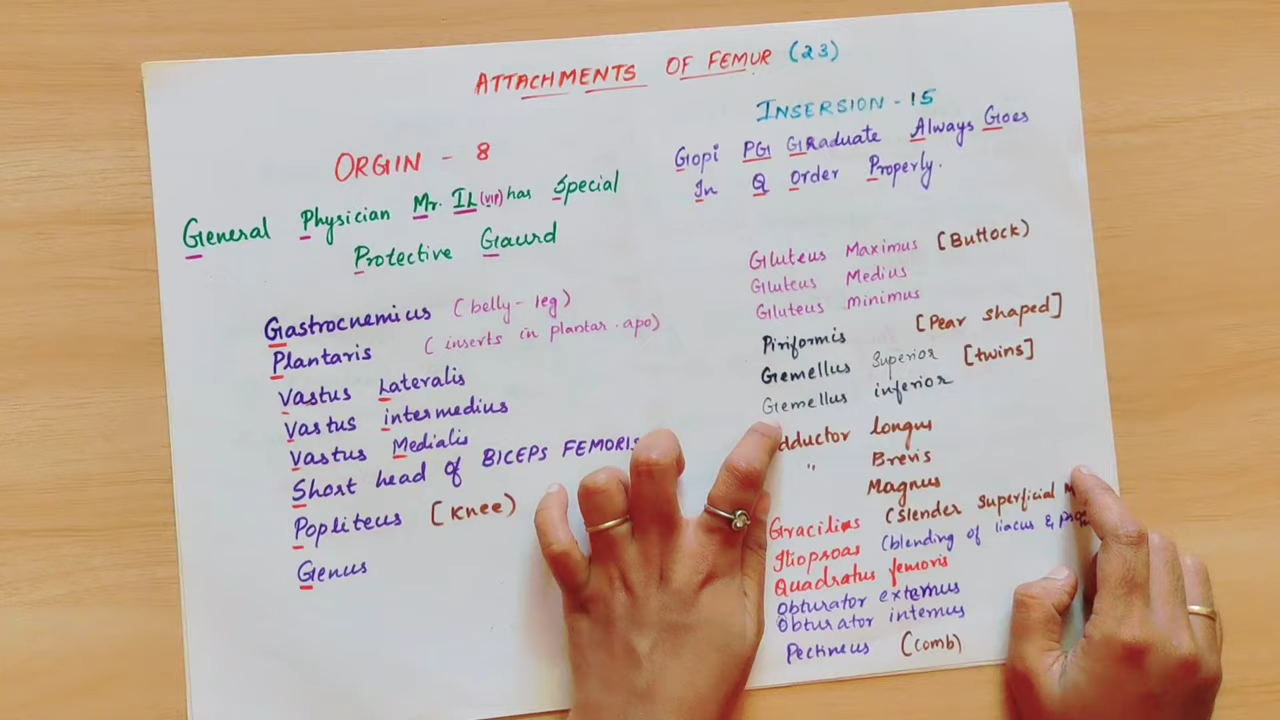 ATTACHMENTS OF FEMUR (23)
ORGIN - 8
General Physician Mr. IL (VIP) has Special
Protective Gaurd
Gastrocnemius (belly - leg)
Plantaris (inserts in plantar. apo)
Vastus Lateralis
Vastus intermedius
Vastus Medialis
Short head of BICEPS FEMORIS
Popliteus [Knee)
Genus
INSERSION - 15
Gopi PG GRaduate Always Goes
In Q Order Properly.
Gluteus Maximus [Buttock)
Gluteus Medius
Gluteus minimus
Piriformis [Pear shaped]
Gemellus Superior [twins]
Gemellus inferior
dductor longus
" Brevis
Magnus
Gracilias (Slender Superficial M
Iliopsoas (blending of liacus &
Quadratus femoris
Obturator externus
Obturator internus
Pectineus (comb)